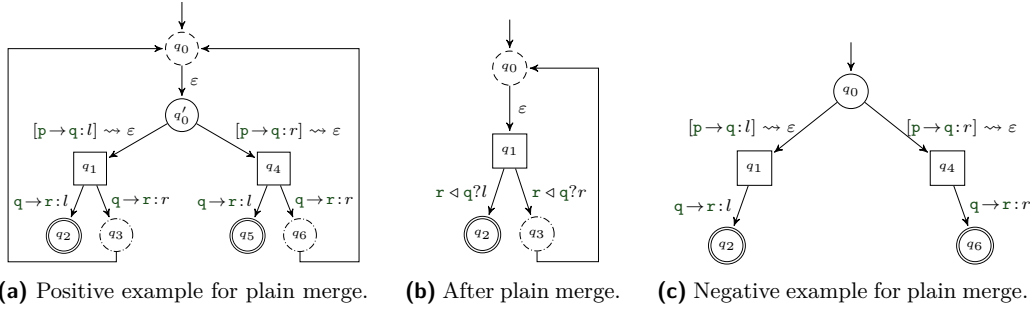 q₀
ε
q₀′
[p→q:l] ⇝ ε
[p→q:r] ⇝ ε
q₁
q₄
q→r:l
q→r:r
q→r:l
q→r:r
q₂
q₃
q₅
q₆
(a) Positive example for plain merge.
q₀
ε
q₁
r ◁ q?l
r ◁ q?r
q₂
q₃
(b) After plain merge.
q₀
[p→q:l] ⇝ ε
[p→q:r] ⇝ ε
q₁
q₄
q→r:l
q→r:r
q₂
q₆
(c) Negative example for plain merge.